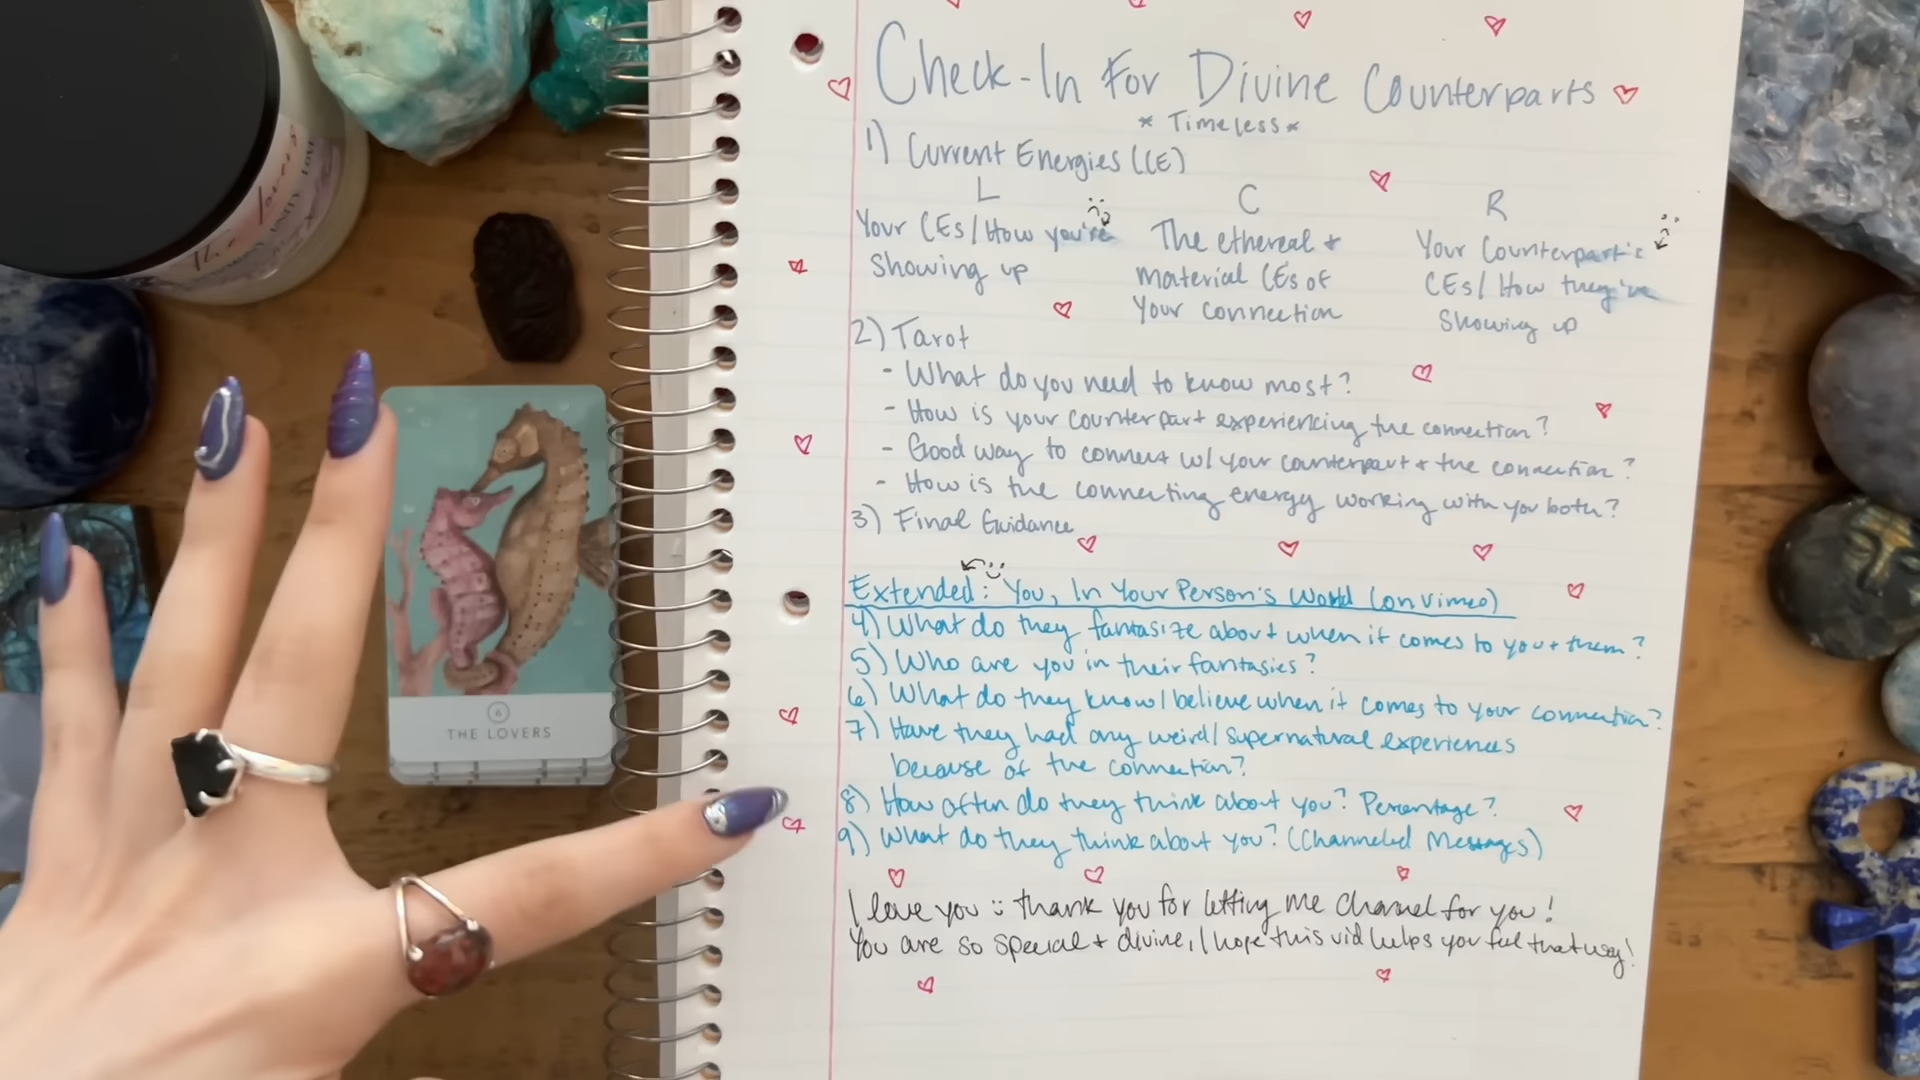 Check-In For Divine Counterparts
* Timeless *
1) Current Energies (CE)
L C R
Your CEs/How you're
showing up
The ethereal +
material CEs of
your connection
Your Counterpart's
CEs/How they're
showing up
2) Tarot
- What do you need to know most?
- How is your counterpart experiencing the connection?
- Good way to connect w/ your counterpart + the connection?
- How is the connecting energy working with you both?
3) Final Guidance
Extended: You, In Your Person's World (on Vimeo)
4) What do they fantasize about when it comes to you + them?
5) Who are you in their fantasies?
6) What do they know/believe when it comes to your connection?
7) Have they had any weird/supernatural experiences
because of the connection?
8) How often do they think about you? Percentage?
9) What do they think about you? (Channeled Messages)
I love you :) thank you for letting me channel for you!
You are so special + divine, I hope this vid helps you feel that way!
The Lovers
6
THE LOVERS